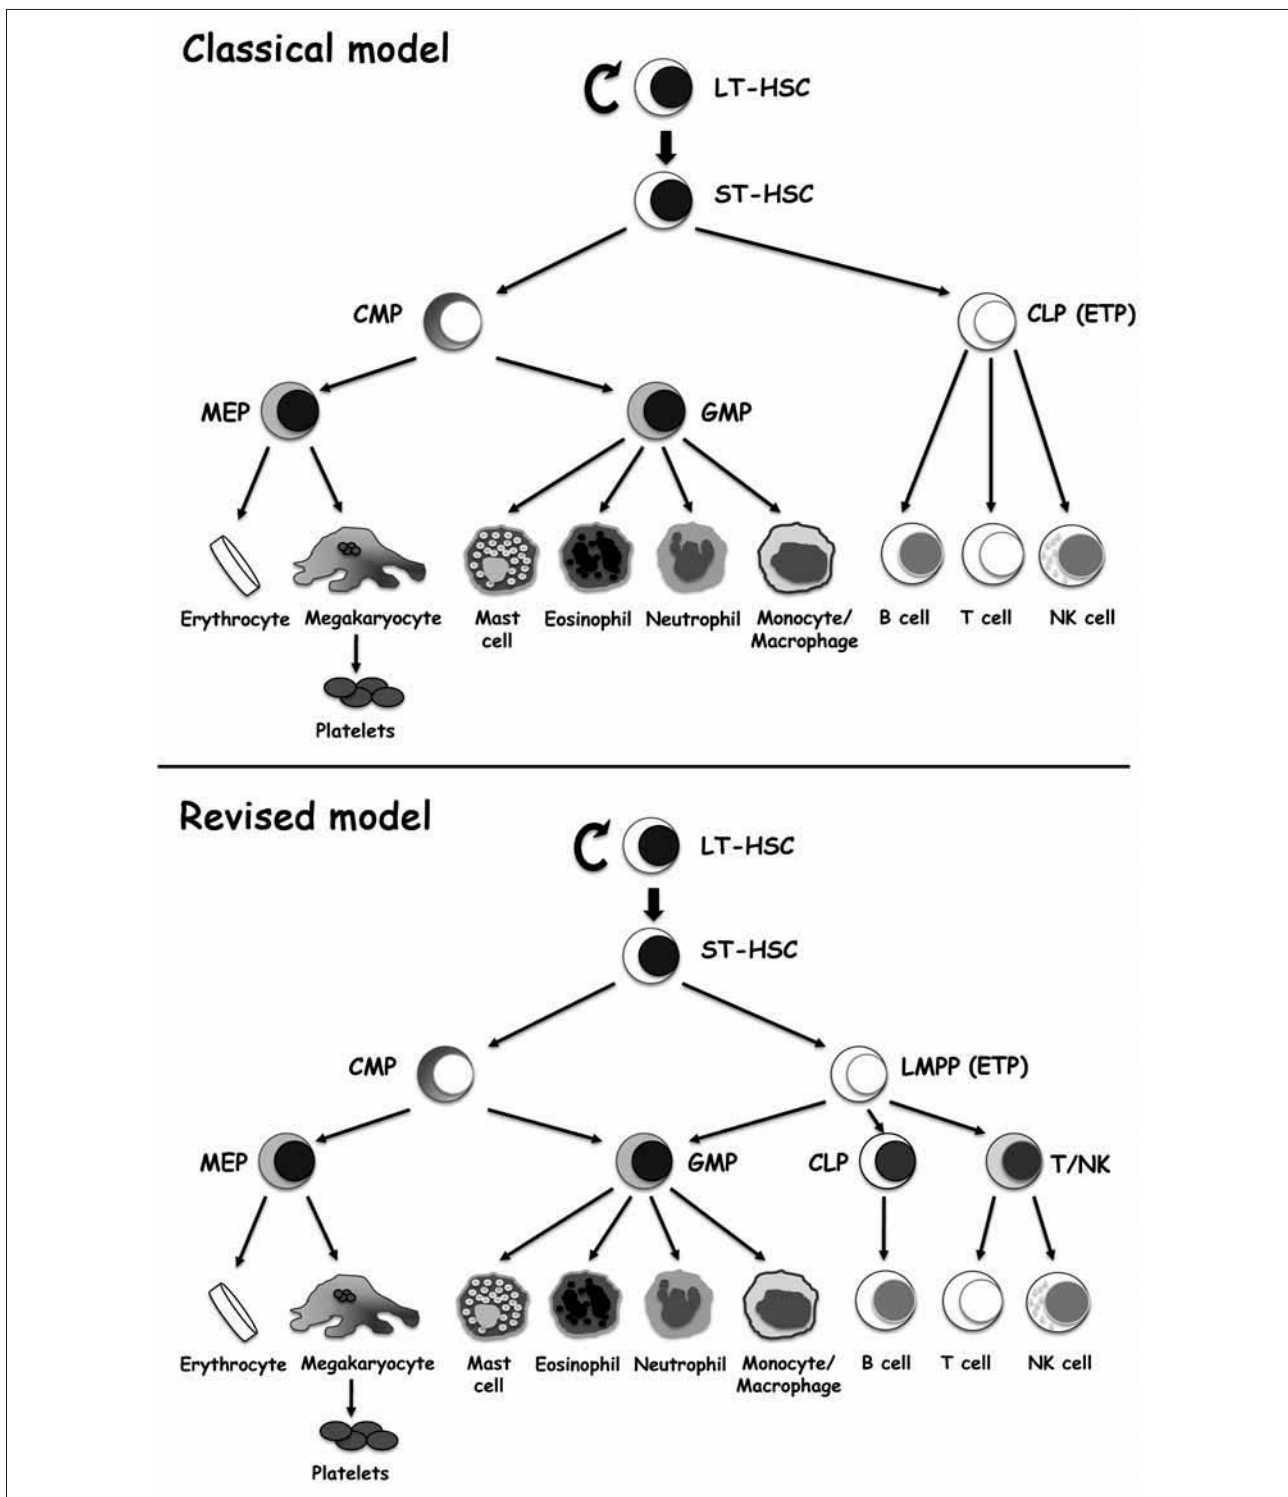 Classical model
LT-HSC
ST-HSC
CMP
CLP (ETP)
MEP
GMP
Erythrocyte
Megakaryocyte
Mast
cell
Eosinophil
Neutrophil
Monocyte/
Macrophage
B cell
T cell
NK cell
Platelets
Revised model
LT-HSC
ST-HSC
CMP
LMPP (ETP)
MEP
GMP
CLP
T/NK
Erythrocyte
Megakaryocyte
Mast
cell
Eosinophil
Neutrophil
Monocyte/
Macrophage
B cell
T cell
NK cell
Platelets